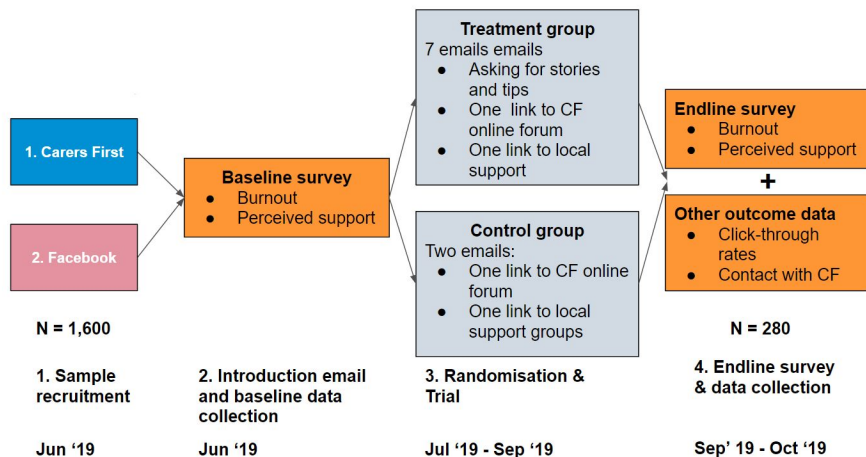 1. Carers First
2. Facebook
Baseline survey
● Burnout
● Perceived support
Treatment group
7 emails emails
● Asking for stories
and tips
● One link to CF
online forum
● One link to local
support
Control group
Two emails:
● One link to CF online
forum
● One link to local
support groups
Endline survey
● Burnout
● Perceived support
+
Other outcome data
● Click-through
rates
● Contact with CF
N = 1,600
N = 280
1. Sample
recruitment
2. Introduction email
and baseline data
collection
3. Randomisation &
Trial
4. Endline survey
& data collection
Jun ‘19
Jun ‘19
Jul ‘19 - Sep ‘19
Sep’ 19 - Oct ‘19